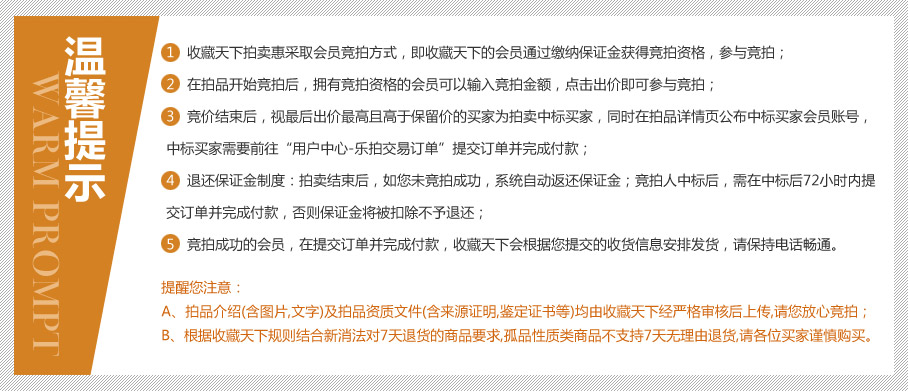 温馨提示
WARM PROMPT
1 收藏天下拍卖惠采取会员竞拍方式，即收藏天下的会员通过缴纳保证金获得竞拍资格，参与竞拍；
2 在拍品开始竞拍后，拥有竞拍资格的会员可以输入竞拍金额，点击出价即可参与竞拍；
3 竞价结束后，视最后出价最高且高于保留价的买家为拍卖中标买家，同时在拍品详情页公布中标买家会员账号，
中标买家需要前往“用户中心-乐拍交易订单”提交订单并完成付款；
4 退还保证金制度：拍卖结束后，如您未竞拍成功，系统自动返还保证金；竞拍人中标后，需在中标后72小时内提
交订单并完成付款，否则保证金将被扣除不予退还；
5 竞拍成功的会员，在提交订单并完成付款，收藏天下会根据您提交的收货信息安排发货，请保持电话畅通。
提醒您注意：
A、拍品介绍(含图片,文字)及拍品资质文件(含来源证明,鉴定证书等)均由收藏天下经严格审核后上传,请您放心竞拍；
B、根据收藏天下规则结合新消法对7天退货的商品要求,孤品性质类商品不支持7天无理由退货,请各位买家谨慎购买。